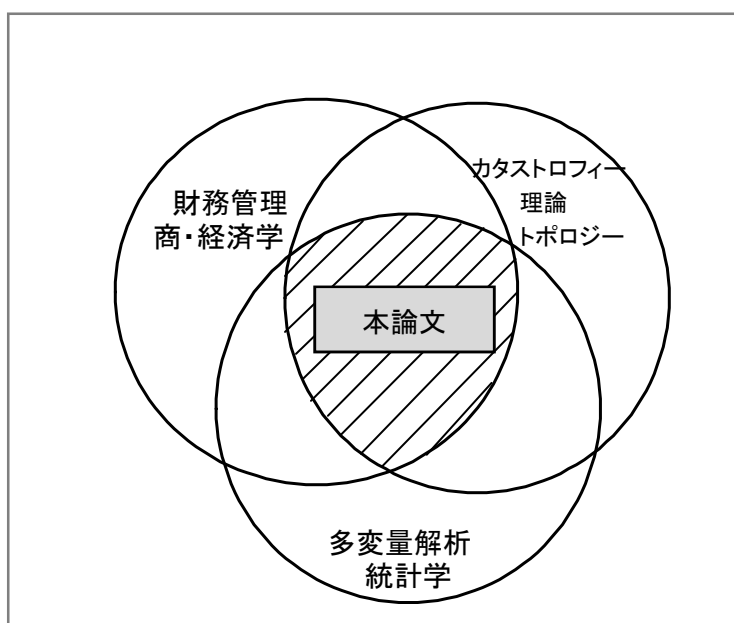 財務管理
商・経済学
カタストロフィー
理論
トポロジー
本論文
多変量解析
統計学